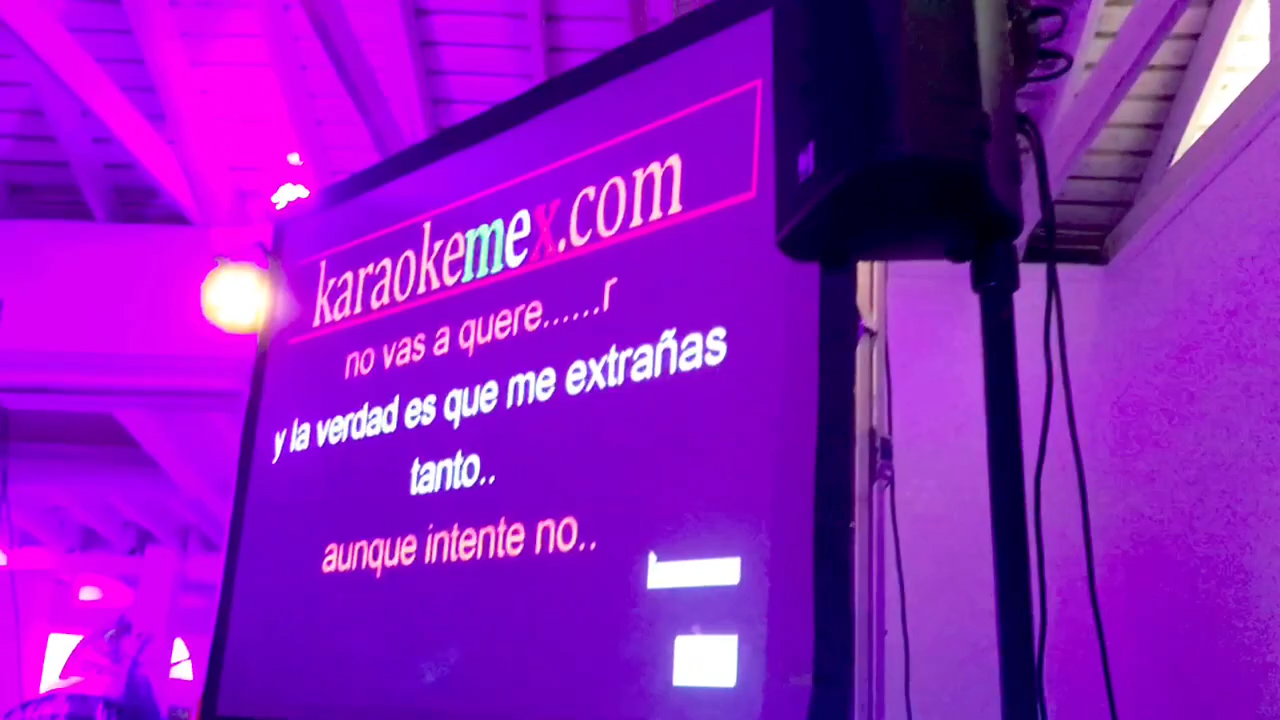 karaokemex.com
no vas a quere......r
y la verdad es que me extrañas
tanto..
aunque intente no..